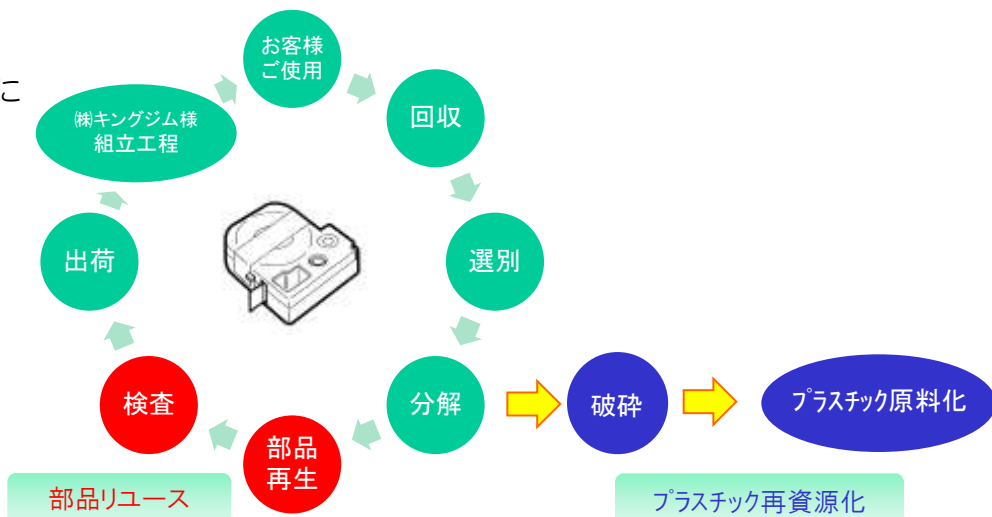 お客様
ご使用
に
㈱キングジム様
組立工程
回収
出荷
選別
検査
分解
破砕
プラスチック原料化
部品
再生
部品リユース
プラスチック再資源化